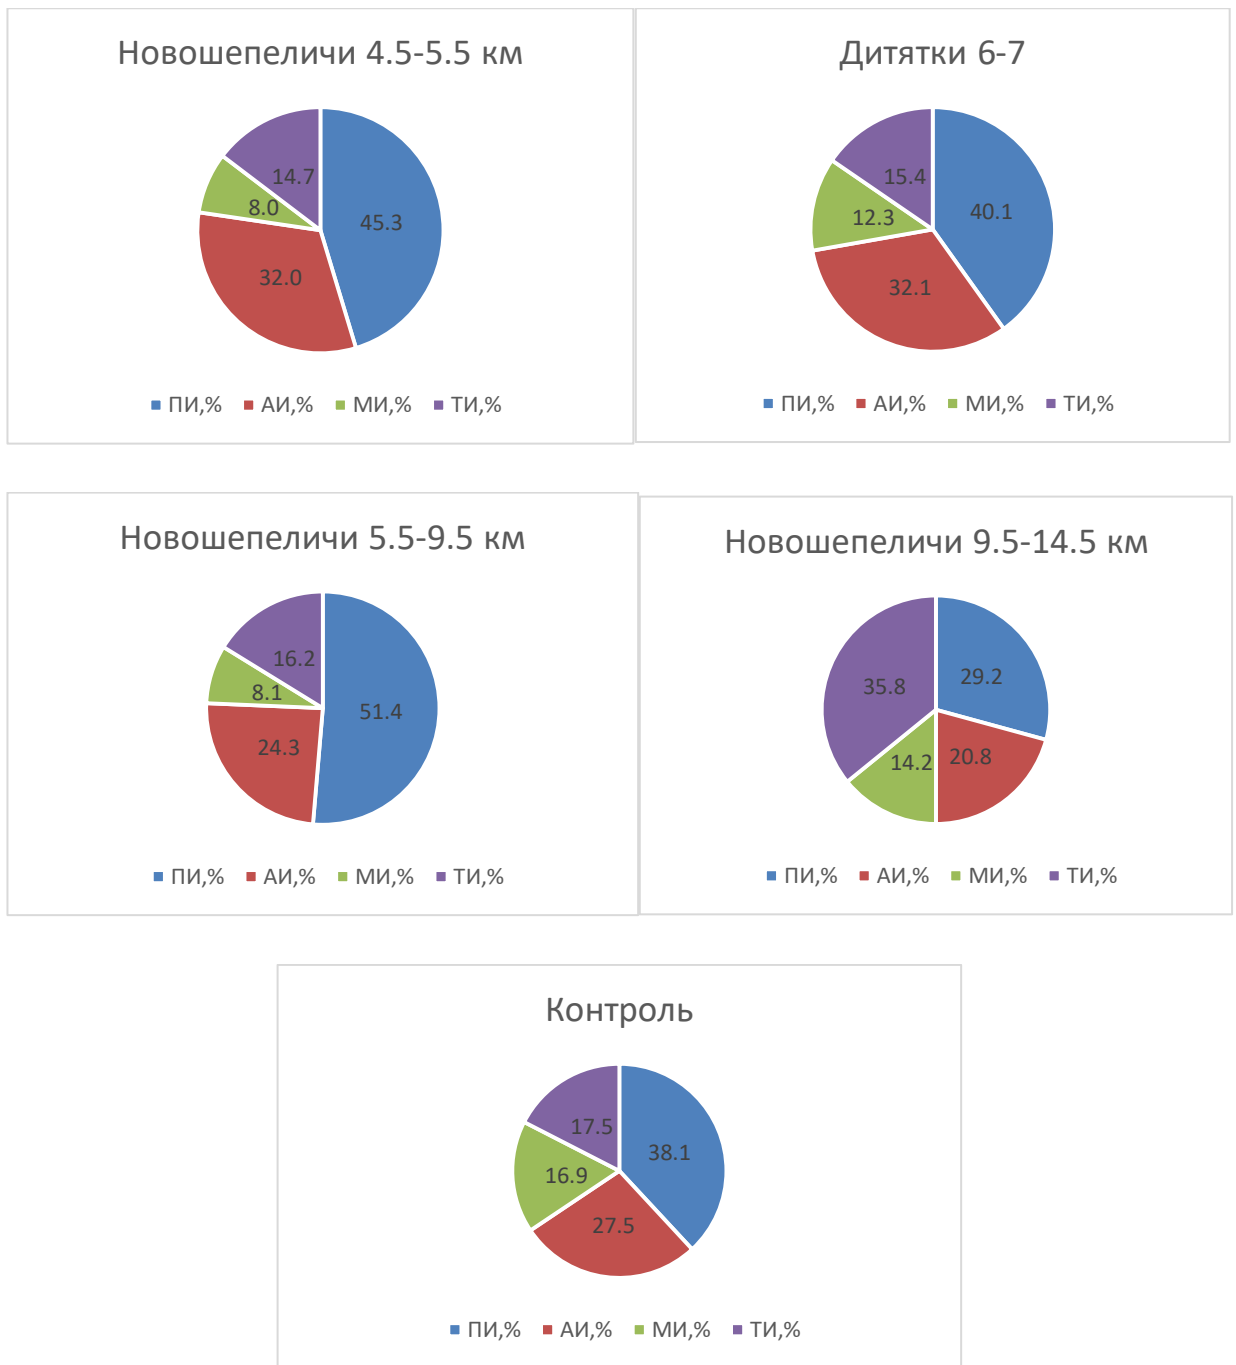 Новошепеличи 4.5-5.5 км
14.7
8.0
45.3
32.0
ПИ,% АИ,% МИ,% ТИ,%
Дитятки 6-7
15.4
12.3
40.1
32.1
ПИ,% АИ,% МИ,% ТИ,%
Новошепеличи 5.5-9.5 км
16.2
8.1
51.4
24.3
ПИ,% АИ,% МИ,% ТИ,%
Новошепеличи 9.5-14.5 км
35.8
29.2
14.2
20.8
ПИ,% АИ,% МИ,% ТИ,%
Контроль
17.5
38.1
16.9
27.5
ПИ,% АИ,% МИ,% ТИ,%